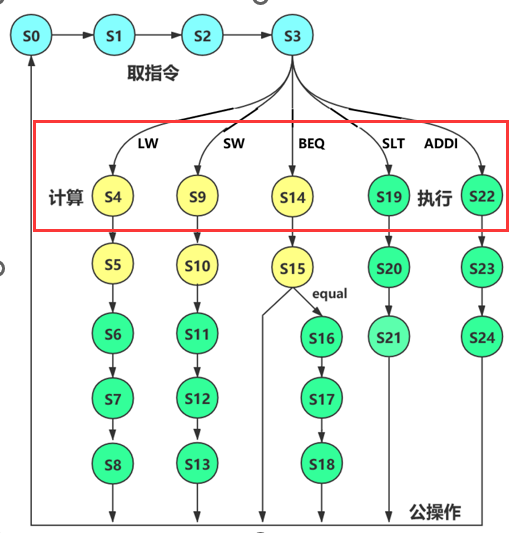 S0 S1 S2 S3
取指令
LW SW BEQ SLT ADDI
计算 S4 S9 S14 S19 执行 S22
S5 S10 S15 S20 S23
equal
S6 S11 S16 S21 S24
S7 S12 S17
S8 S13 S18
公操作